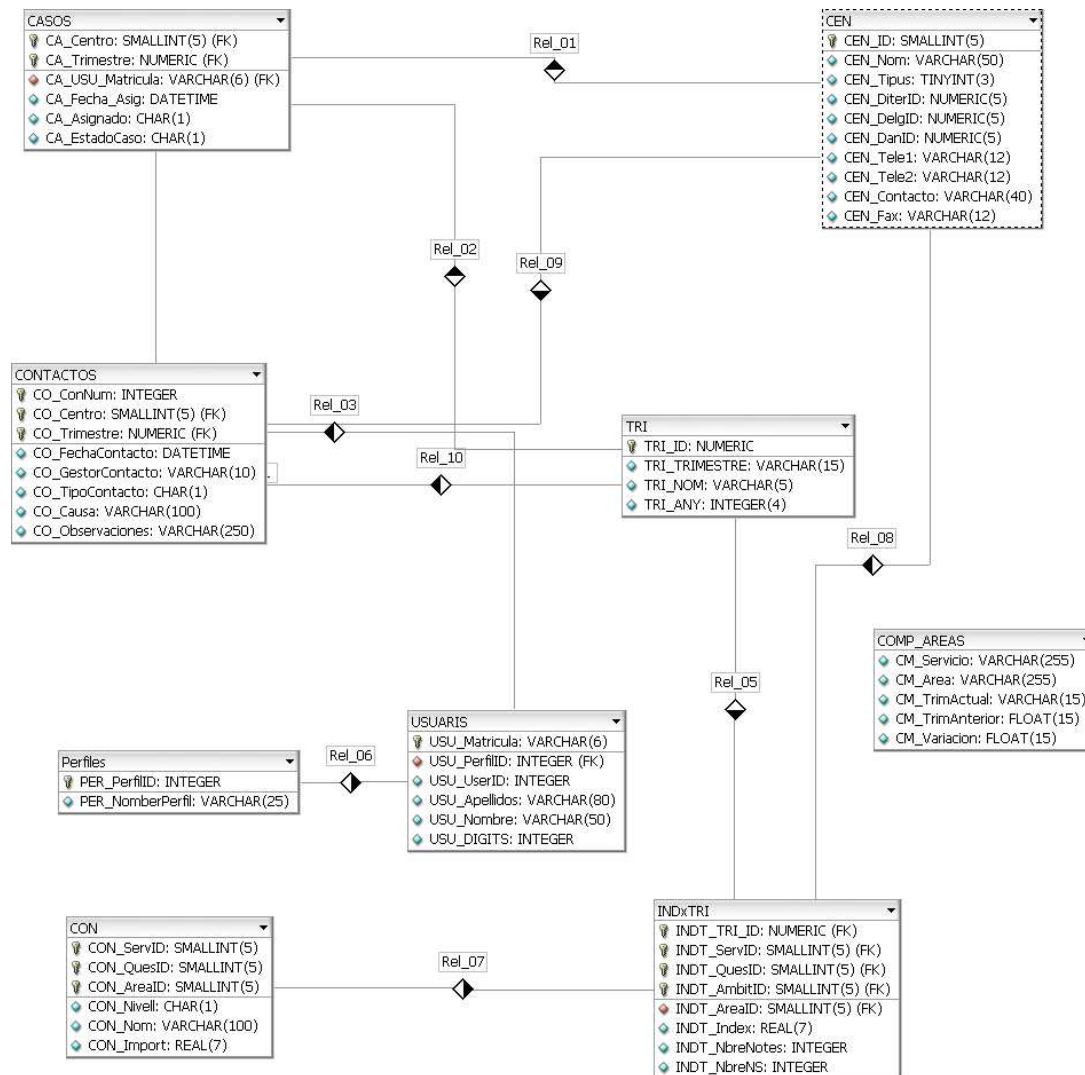 CASOS
CA_Centro: SMALLINT(5) (FK)
CA_Trimestre: NUMERIC (FK)
CA_USU_Matricula: VARCHAR(6) (FK)
CA_Fecha_Asig: DATETIME
CA_Asignado: CHAR(1)
CA_EstadoCaso: CHAR(1)
Rel_01
CEN
CEN_ID: SMALLINT(5)
CEN_Nom: VARCHAR(50)
CEN_Tipus: TINYINT(3)
CEN_DiterID: NUMERIC(5)
CEN_DelgID: NUMERIC(5)
CEN_DanID: NUMERIC(5)
CEN_Tele1: VARCHAR(12)
CEN_Tele2: VARCHAR(12)
CEN_Contacto: VARCHAR(40)
CEN_Fax: VARCHAR(12)
Rel_02
Rel_09
CONTACTOS
CO_ConNum: INTEGER
CO_Centro: SMALLINT(5) (FK)
CO_Trimestre: NUMERIC (FK)
CO_FechaContacto: DATETIME
CO_GestorContacto: VARCHAR(10)
CO_TipoContacto: CHAR(1)
CO_Causa: VARCHAR(100)
CO_Observaciones: VARCHAR(250)
Rel_03
Rel_10
TRI
TRI_ID: NUMERIC
TRI_TRIMESTRE: VARCHAR(15)
TRI_NOM: VARCHAR(5)
TRI_ANY: INTEGER(4)
Rel_08
COMP_AREAS
CM_Servicio: VARCHAR(255)
CM_Area: VARCHAR(255)
CM_TrimActual: VARCHAR(15)
CM_TrimAnterior: FLOAT(15)
CM_Variacion: FLOAT(15)
Rel_05
Perfiles
PER_PerfilID: INTEGER
PER_NomberPerfil: VARCHAR(25)
Rel_06
USUARIS
USU_Matricula: VARCHAR(6)
USU_PerfilID: INTEGER (FK)
USU_UserID: INTEGER
USU_Apellidos: VARCHAR(80)
USU_Nombre: VARCHAR(50)
USU_DIGITS: INTEGER
CON
CON_ServID: SMALLINT(5)
CON_QuesID: SMALLINT(5)
CON_AreaID: SMALLINT(5)
CON_Nivell: CHAR(1)
CON_Nom: VARCHAR(100)
CON_Import: REAL(7)
Rel_07
INDxTRI
INDT_TRI_ID: NUMERIC (FK)
INDT_ServID: SMALLINT(5) (FK)
INDT_QuesID: SMALLINT(5) (FK)
INDT_AmbitID: SMALLINT(5) (FK)
INDT_AreaID: SMALLINT(5) (FK)
INDT_Index: REAL(7)
INDT_NbreNotes: INTEGER
INDT_NbreNS: INTEGER